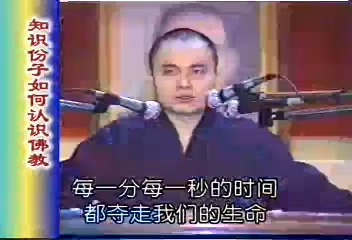 知识份子如何认识佛教
每一分每一秒的时间
都夺走我们的生命